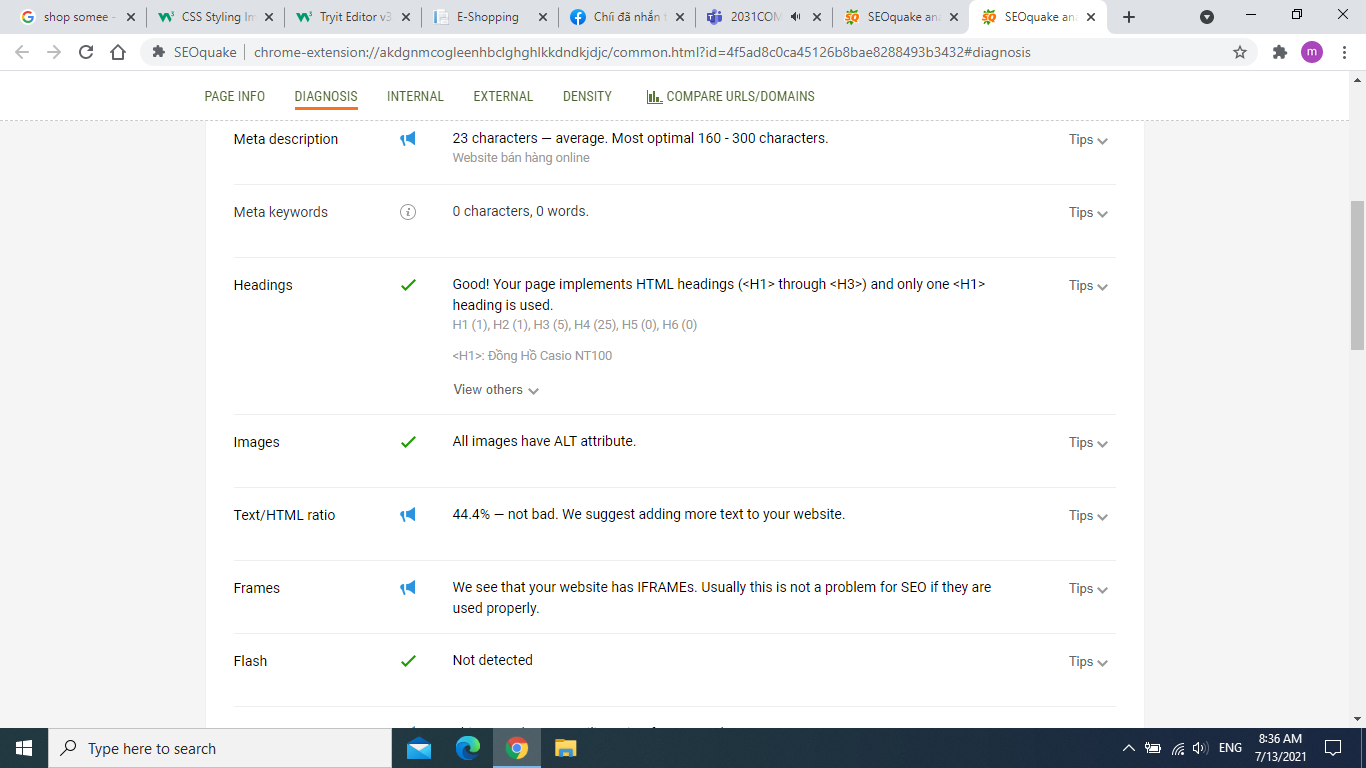 shop somee -
CSS Styling Im
Tryit Editor v3
E-Shopping
Chíi đã nhắn t
2031COM
SEOquake ana
SEOquake ana
SEOquake
chrome-extension://akdgnmcogleenhbclghghlkkdndkjdjc/common.html?id=4f5ad8c0ca45126b8bae8288493b3432#diagnosis
m
PAGE INFO
DIAGNOSIS
INTERNAL
EXTERNAL
DENSITY
COMPARE URLS/DOMAINS
Meta description
23 characters — average. Most optimal 160 - 300 characters.
Website bán hàng online
Tips
Meta keywords
0 characters, 0 words.
Tips
Headings
Good! Your page implements HTML headings (<H1> through <H3>) and only one <H1>
heading is used.
H1 (1), H2 (1), H3 (5), H4 (25), H5 (0), H6 (0)
<H1>: Đồng Hồ Casio NT100
View others
Tips
Images
All images have ALT attribute.
Tips
Text/HTML ratio
44.4% — not bad. We suggest adding more text to your website.
Tips
Frames
We see that your website has IFRAMEs. Usually this is not a problem for SEO if they are
used properly.
Tips
Flash
Not detected
Tips
Type here to search
ENG
8:36 AM
7/13/2021